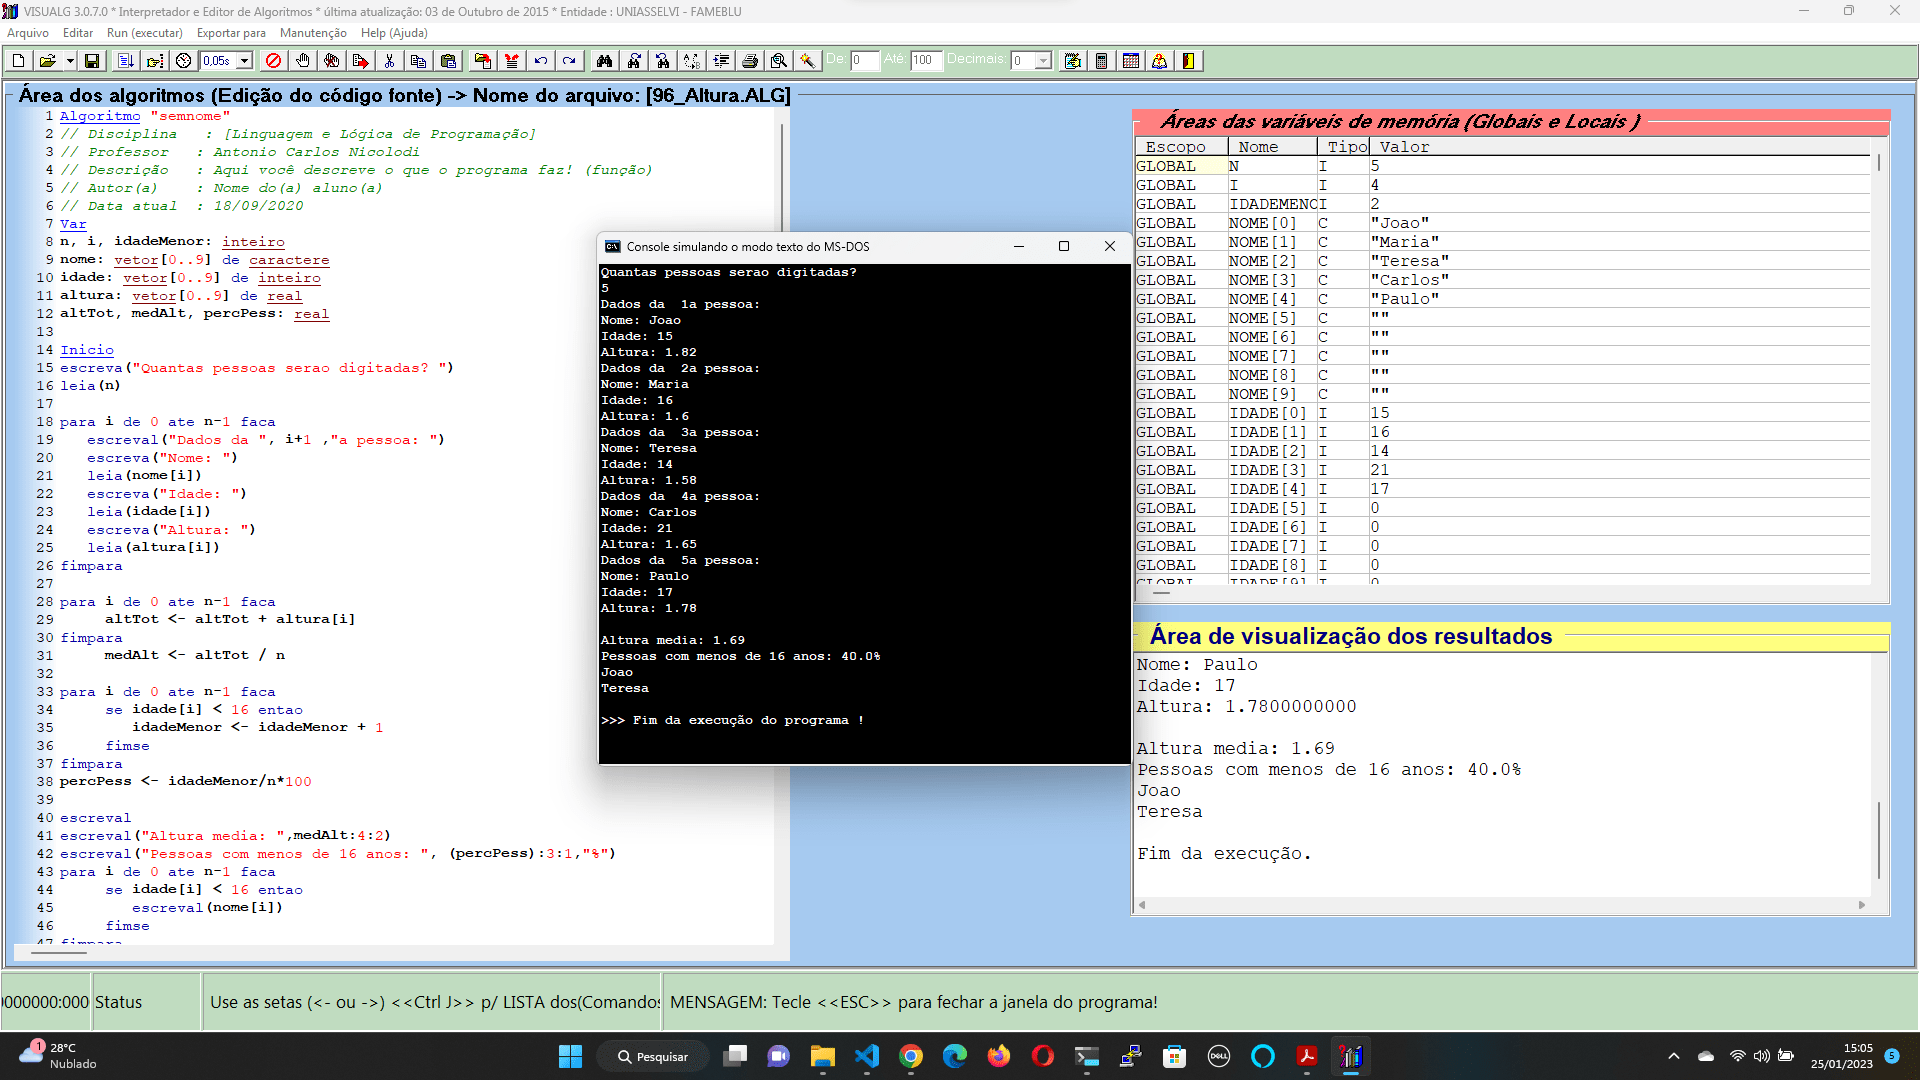 VISUALG 3.0.7.0 * Interpretador e Editor de Algoritmos * última atualização: 03 de Outubro de 2015 * Entidade : UNIASSELVI - FAMEBLU
Arquivo Editar Run (executar) Exportar para Manutenção Help (Ajuda)
0,05s De: 0 Até: 100 Decimais: 0
Área dos algoritmos (Edição do código fonte) -> Nome do arquivo: [96_Altura.ALG]
1 Algoritmo "semnome"
2 // Disciplina : [Linguagem e Lógica de Programação]
3 // Professor : Antonio Carlos Nicolodi
4 // Descrição : Aqui você descreve o que o programa faz! (função)
5 // Autor(a) : Nome do(a) aluno(a)
6 // Data atual : 18/09/2020
7 Var
8 n, i, idadeMenor: inteiro
9 nome: vetor[0..9] de caractere
10 idade: vetor[0..9] de inteiro
11 altura: vetor[0..9] de real
12 altTot, medAlt, percPess: real
13
14 Inicio
15 escreva("Quantas pessoas serao digitadas? ")
16 leia(n)
17
18 para i de 0 ate n-1 faca
19 escreval("Dados da ", i+1 ,"a pessoa: ")
20 escreva("Nome: ")
21 leia(nome[i])
22 escreva("Idade: ")
23 leia(idade[i])
24 escreva("Altura: ")
25 leia(altura[i])
26 fimpara
27
28 para i de 0 ate n-1 faca
29 altTot <- altTot + altura[i]
30 fimpara
31 medAlt <- altTot / n
32
33 para i de 0 ate n-1 faca
34 se idade[i] < 16 entao
35 idadeMenor <- idadeMenor + 1
36 fimse
37 fimpara
38 percPess <- idadeMenor/n*100
39
40 escreval
41 escreval("Altura media: ",medAlt:4:2)
42 escreval("Pessoas com menos de 16 anos: ", (percPess):3:1,"%")
43 para i de 0 ate n-1 faca
44 se idade[i] < 16 entao
45 escreval(nome[i])
46 fimse
47 fimpara
Console simulando o modo texto do MS-DOS
Quantas pessoas serao digitadas?
5
Dados da 1a pessoa:
Nome: Joao
Idade: 15
Altura: 1.82
Dados da 2a pessoa:
Nome: Maria
Idade: 16
Altura: 1.6
Dados da 3a pessoa:
Nome: Teresa
Idade: 14
Altura: 1.58
Dados da 4a pessoa:
Nome: Carlos
Idade: 21
Altura: 1.65
Dados da 5a pessoa:
Nome: Paulo
Idade: 17
Altura: 1.78
Altura media: 1.69
Pessoas com menos de 16 anos: 40.0%
Joao
Teresa
>>> Fim da execução do programa !
Áreas das variáveis de memória (Globais e Locais )
Escopo Nome Tipo Valor
GLOBAL N I 5
GLOBAL I I 4
GLOBAL IDADEMENO I 2
GLOBAL NOME[0] C "Joao"
GLOBAL NOME[1] C "Maria"
GLOBAL NOME[2] C "Teresa"
GLOBAL NOME[3] C "Carlos"
GLOBAL NOME[4] C "Paulo"
GLOBAL NOME[5] C ""
GLOBAL NOME[6] C ""
GLOBAL NOME[7] C ""
GLOBAL NOME[8] C ""
GLOBAL NOME[9] C ""
GLOBAL IDADE[0] I 15
GLOBAL IDADE[1] I 16
GLOBAL IDADE[2] I 14
GLOBAL IDADE[3] I 21
GLOBAL IDADE[4] I 17
GLOBAL IDADE[5] I 0
GLOBAL IDADE[6] I 0
GLOBAL IDADE[7] I 0
GLOBAL IDADE[8] I 0
GLOBAL IDADE[9] I 0
Área de visualização dos resultados
Nome: Paulo
Idade: 17
Altura: 1.7800000000
Altura media: 1.69
Pessoas com menos de 16 anos: 40.0%
Joao
Teresa
Fim da execução.
0000000:000 Status Use as setas (<- ou ->) <<Ctrl J>> p/ LISTA dos(Comandos MENSAGEM: Tecle <<ESC>> para fechar a janela do programa!
1
28°C
Nublado
Pesquisar
DELL
15:05
25/01/2023
5